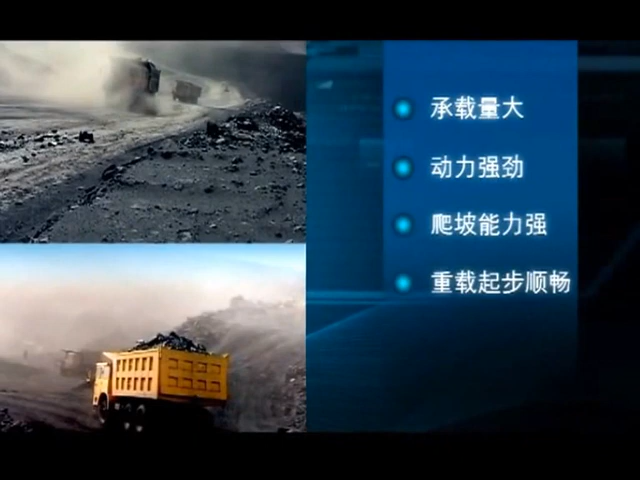 承载量大
动力强劲
爬坡能力强
重载起步顺畅